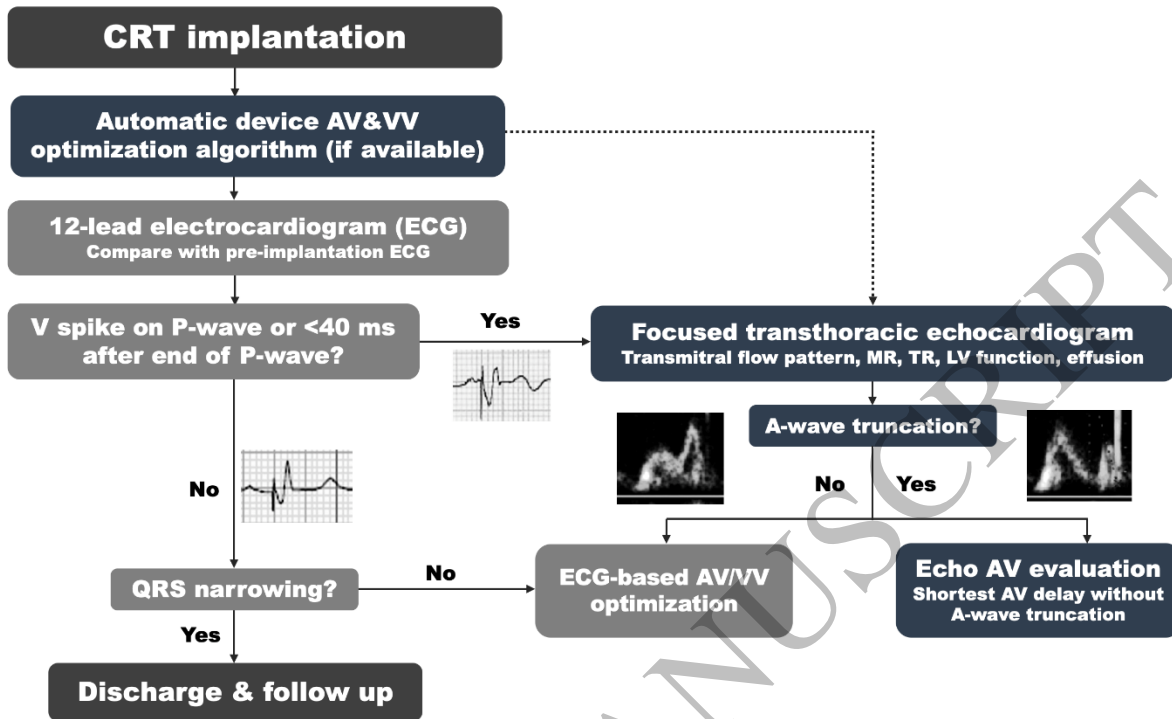 CRT implantation
Automatic device AV&VV
optimization algorithm (if available)
12-lead electrocardiogram (ECG)
Compare with pre-implantation ECG
V spike on P-wave or <40 ms
after end of P-wave?
Yes
Focused transthoracic echocardiogram
Transmitral flow pattern, MR, TR, LV function, effusion
A-wave truncation?
No
Yes
No
QRS narrowing?
No
ECG-based AV/VV
optimization
Echo AV evaluation
Shortest AV delay without
A-wave truncation
Yes
Discharge & follow up